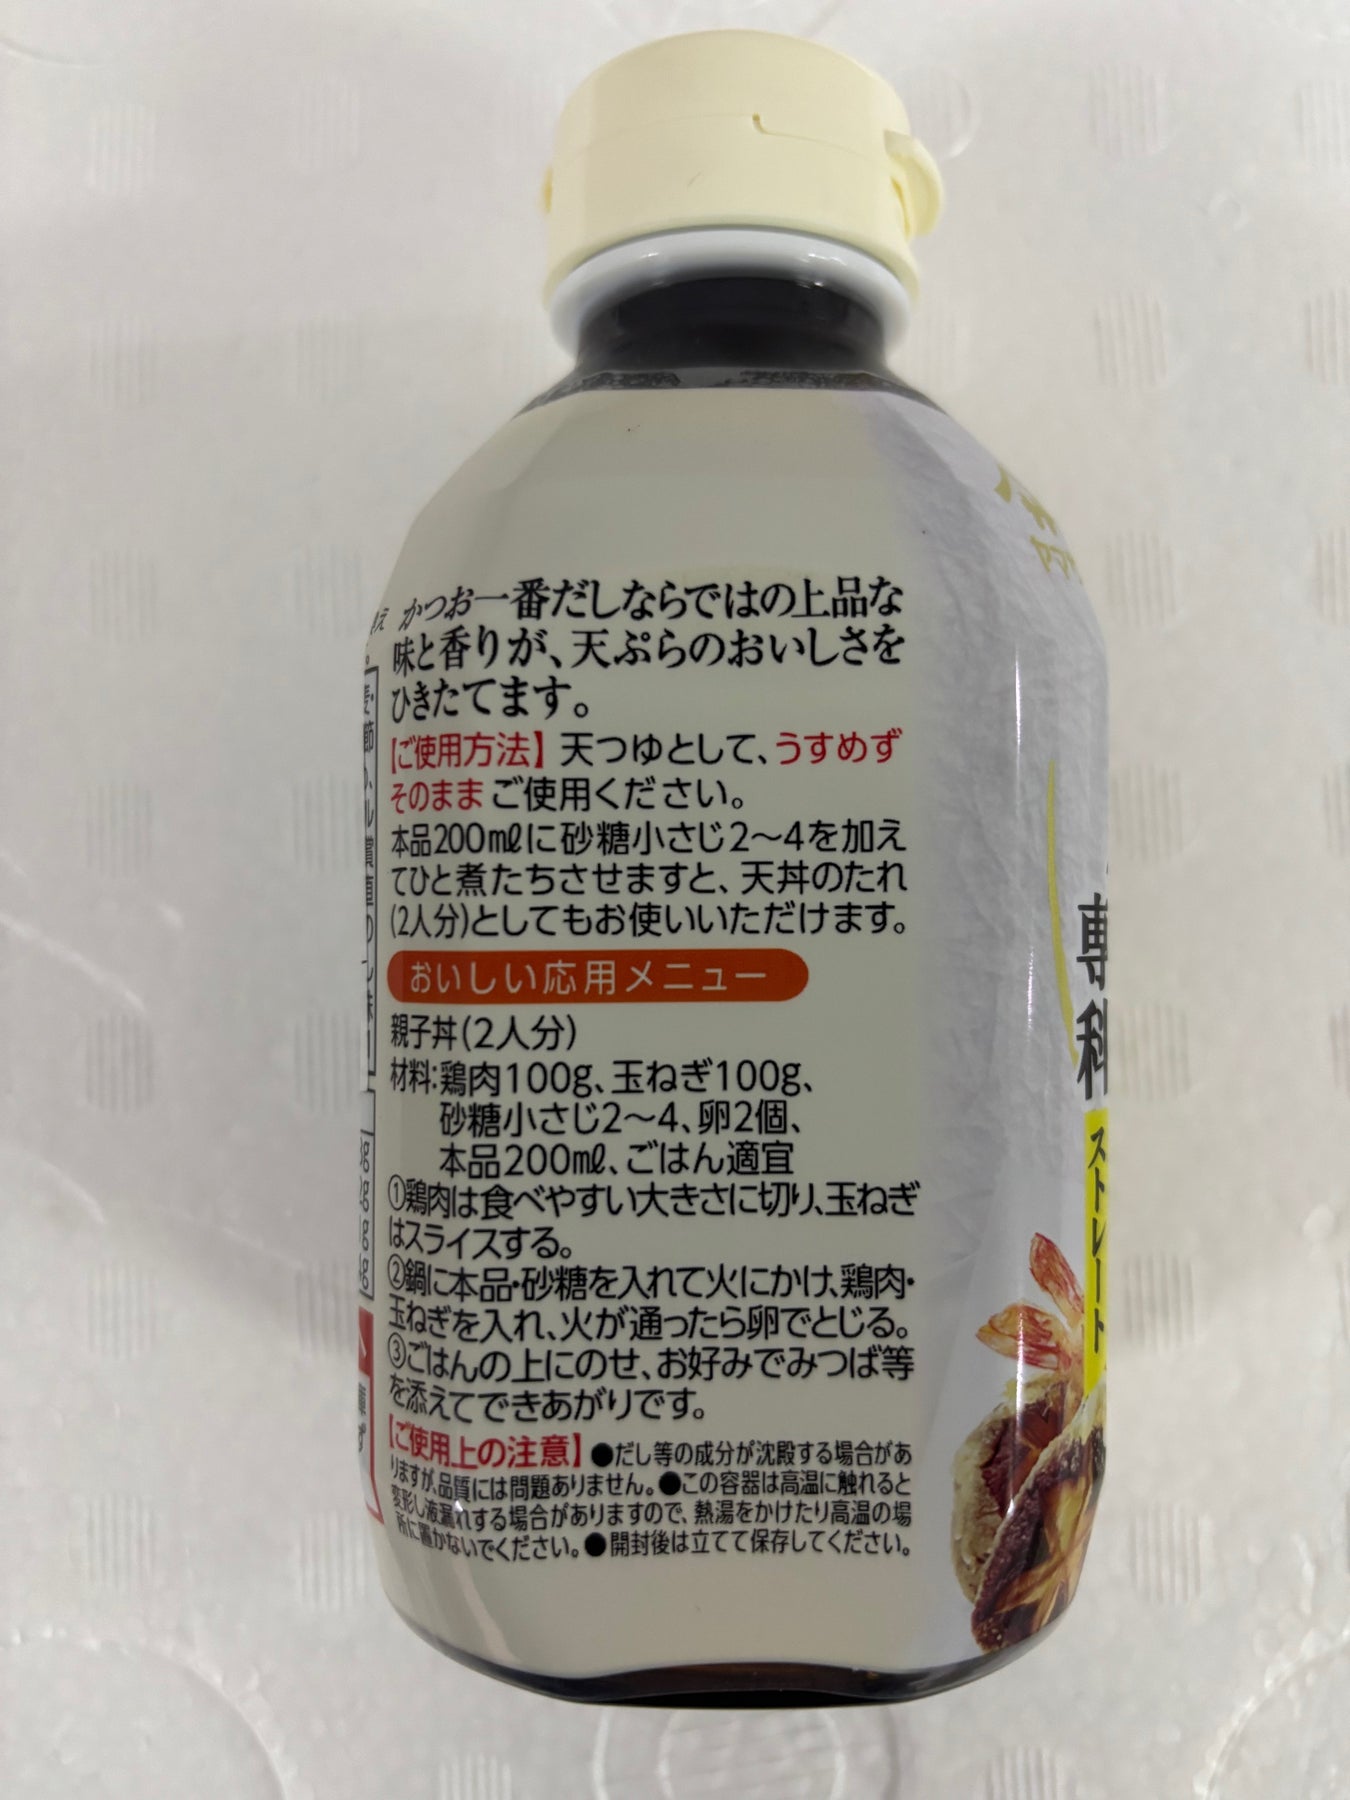 かつお一番だしならではの上品な
味と香りが、天ぷらのおいしさを
ひきたてます。
【ご使用方法】天つゆとして、うすめず
そのままご使用ください。
本品200mlに砂糖小さじ2〜4を加え
てひと煮たちさせますと、天丼のたれ
(2人分)としてもお使いいただけます。
おいしい応用メニュー
親子丼(2人分)
材料:鶏肉100g、玉ねぎ100g、
砂糖小さじ2〜4、卵2個、
本品200ml、ごはん適宜
①鶏肉は食べやすい大きさに切り、玉ねぎ
はスライスする。
②鍋に本品・砂糖を入れて火にかけ、鶏肉・
玉ねぎを入れ、火が通ったら卵でとじる。
③ごはんの上にのせ、お好みでみつば等
を添えてできあがりです。
【ご使用上の注意】●だし等の成分が沈殿する場合があ
りますが、品質には問題ありません。●この容器は高温に触れると
変形し液漏れする場合がありますので、熱湯をかけたり高温の場
所に置かないでください。●開封後は立てて保存してください。
専科
ストレート